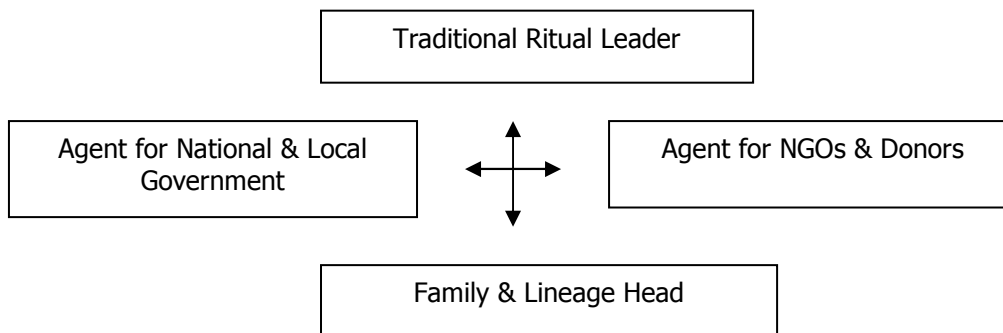 Traditional Ritual Leader
Agent for National & Local
Government
Agent for NGOs & Donors
Family & Lineage Head